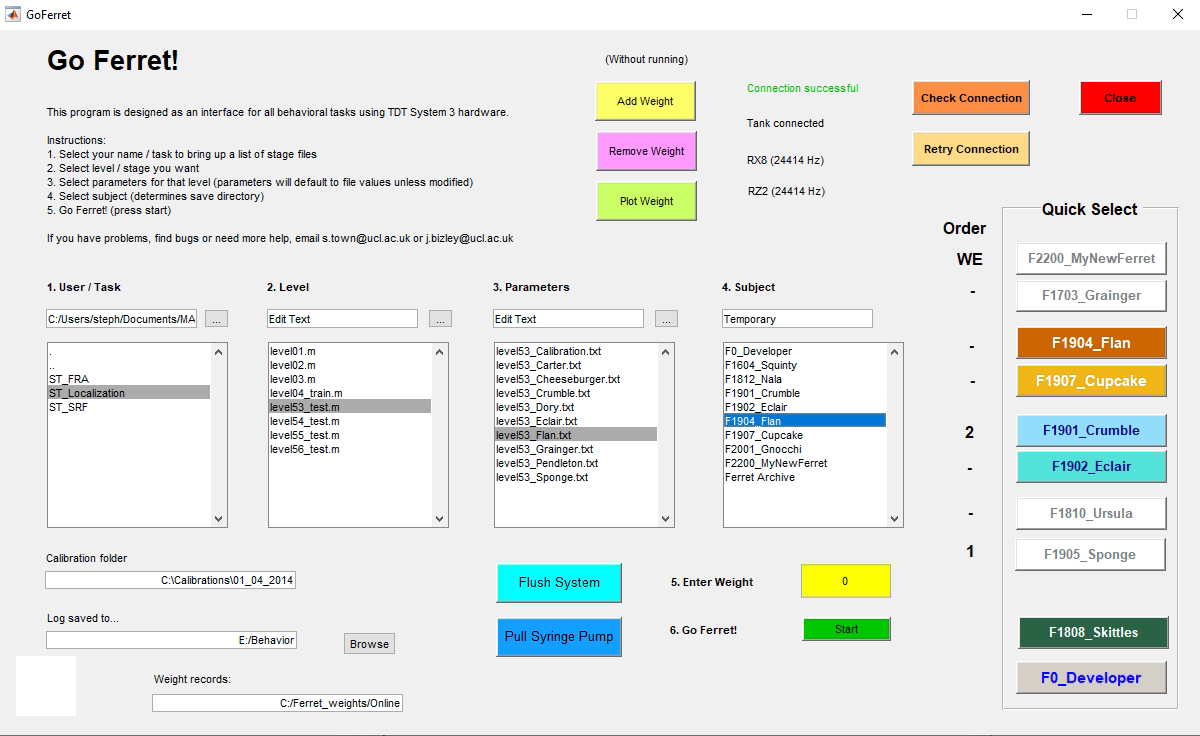 GoFerret
Go Ferret!
This program is designed as an interface for all behavioral tasks using TDT System 3 hardware.
Instructions:
1. Select your name / task to bring up a list of stage files
2. Select level / stage you want
3. Select parameters for that level (parameters will default to file values unless modified)
4. Select subject (determines save directory)
5. Go Ferret! (press start)
If you have problems, find bugs or need more help, email s.town@ucl.ac.uk or j.bizley@ucl.ac.uk
(Without running)
Add Weight
Remove Weight
Plot Weight
Connection successful
Tank connected
RX8 (24414 Hz)
RZ2 (24414 Hz)
Check Connection
Retry Connection
Close
1. User / Task
C:/Users/steph/Documents/MA
...
.
..
ST_FRA
ST_Localization
ST_SRF
2. Level
Edit Text
...
level01.m
level02.m
level03.m
level04_train.m
level53_test.m
level54_test.m
level55_test.m
level56_test.m
3. Parameters
Edit Text
...
level53_Calibration.txt
level53_Carter.txt
level53_Cheeseburger.txt
level53_Crumble.txt
level53_Dory.txt
level53_Eclair.txt
level53_Flan.txt
level53_Grainger.txt
level53_Pendleton.txt
level53_Sponge.txt
4. Subject
Temporary
F0_Developer
F1604_Squinty
F1812_Nala
F1901_Crumble
F1902_Eclair
F1904_Flan
F1907_Cupcake
F2001_Gnocchi
F2200_MyNewFerret
Ferret Archive
Order
WE
-
-
-
2
-
-
1
Quick Select
F2200_MyNewFerret
F1703_Grainger
F1904_Flan
F1907_Cupcake
F1901_Crumble
F1902_Eclair
F1810_Ursula
F1905_Sponge
F1808_Skittles
F0_Developer
Calibration folder
C:\Calibrations\01_04_2014
Log saved to...
E:/Behavior
Browse
Weight records:
C:/Ferret_weights/Online
Flush System
Pull Syringe Pump
5. Enter Weight
0
6. Go Ferret!
Start